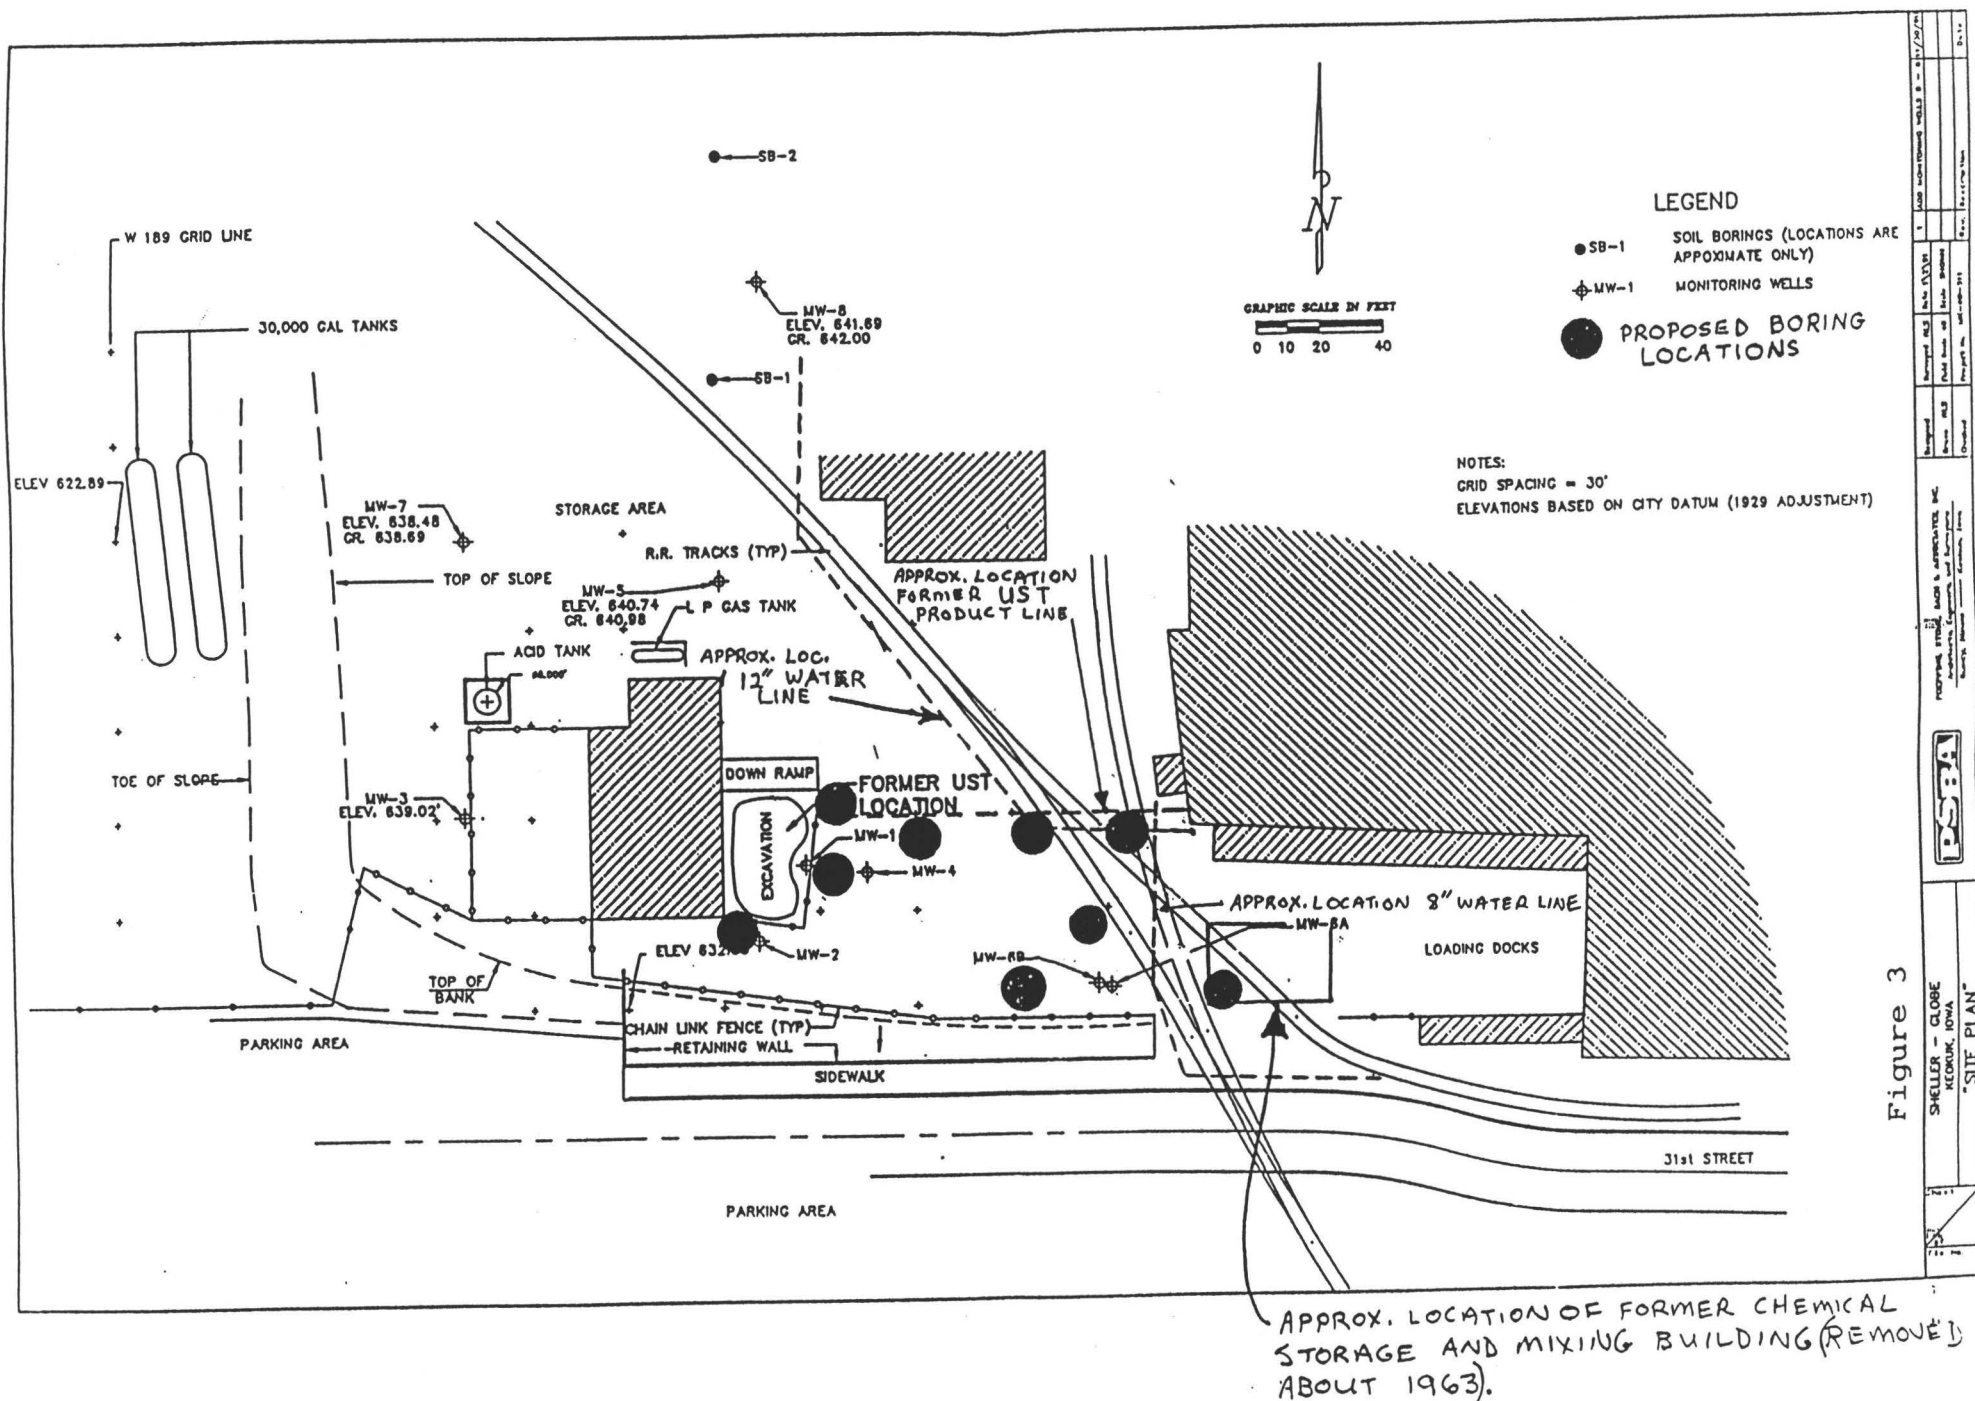 SB-2
W 189 GRID LINE
30,000 GAL TANKS
MW-8
ELEV. 641.69
GR. 642.00
SB-1
N
GRAPHIC SCALE IN FEET
0 10 20 40
LEGEND
SB-1 SOIL BORINGS (LOCATIONS ARE
APPOXIMATE ONLY)
MW-1 MONITORING WELLS
PROPOSED BORING
LOCATIONS
NOTES:
GRID SPACING = 30'
ELEVATIONS BASED ON CITY DATUM (1929 ADJUSTMENT)
ELEV 622.89
MW-7
ELEV. 638.48
GR. 638.69
STORAGE AREA
R.R. TRACKS (TYP)
TOP OF SLOPE
MW-5
ELEV. 640.74
GR. 640.98
L P GAS TANK
ACID TANK
APPROX. LOCATION
FORMER UST
PRODUCT LINE
APPROX. LOC.
12" WATER
LINE
TOE OF SLOPE
MW-3
ELEV. 639.02'
DOWN RAMP
FORMER UST
LOCATION
EXCAVATION
MW-1
MW-4
MW-2
ELEV 632.
APPROX. LOCATION 8" WATER LINE
MW-6A
MW-6B
LOADING DOCKS
TOP OF
BANK
CHAIN LINK FENCE (TYP)
RETAINING WALL
SIDEWALK
PARKING AREA
PARKING AREA
31st STREET
APPROX. LOCATION OF FORMER CHEMICAL
STORAGE AND MIXING BUILDING (REMOVED
ABOUT 1963).
Figure 3
SHELLER - GLOBE
KEOKUK, IOWA
"SITE PLAN"